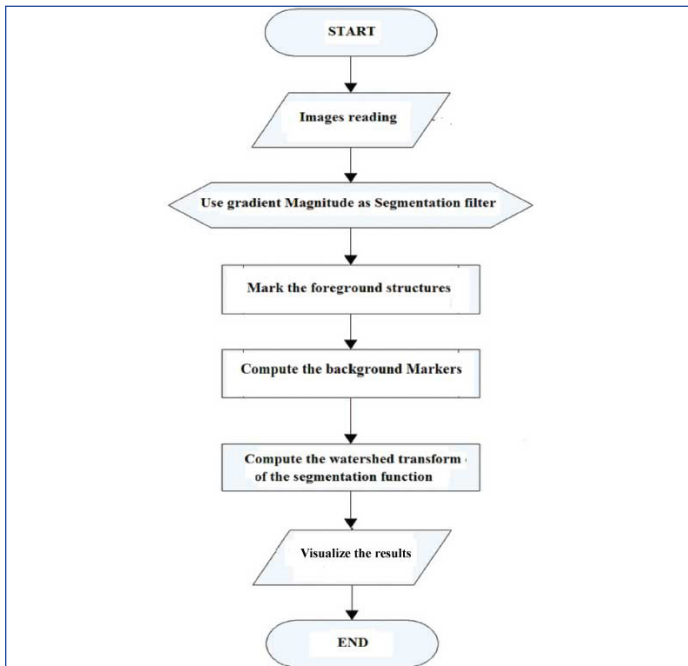 START
Images reading
Use gradient Magnitude as Segmentation filter
Mark the foreground structures
Compute the background Markers
Compute the watershed transform
of the segmentation function
Visualize the results
END